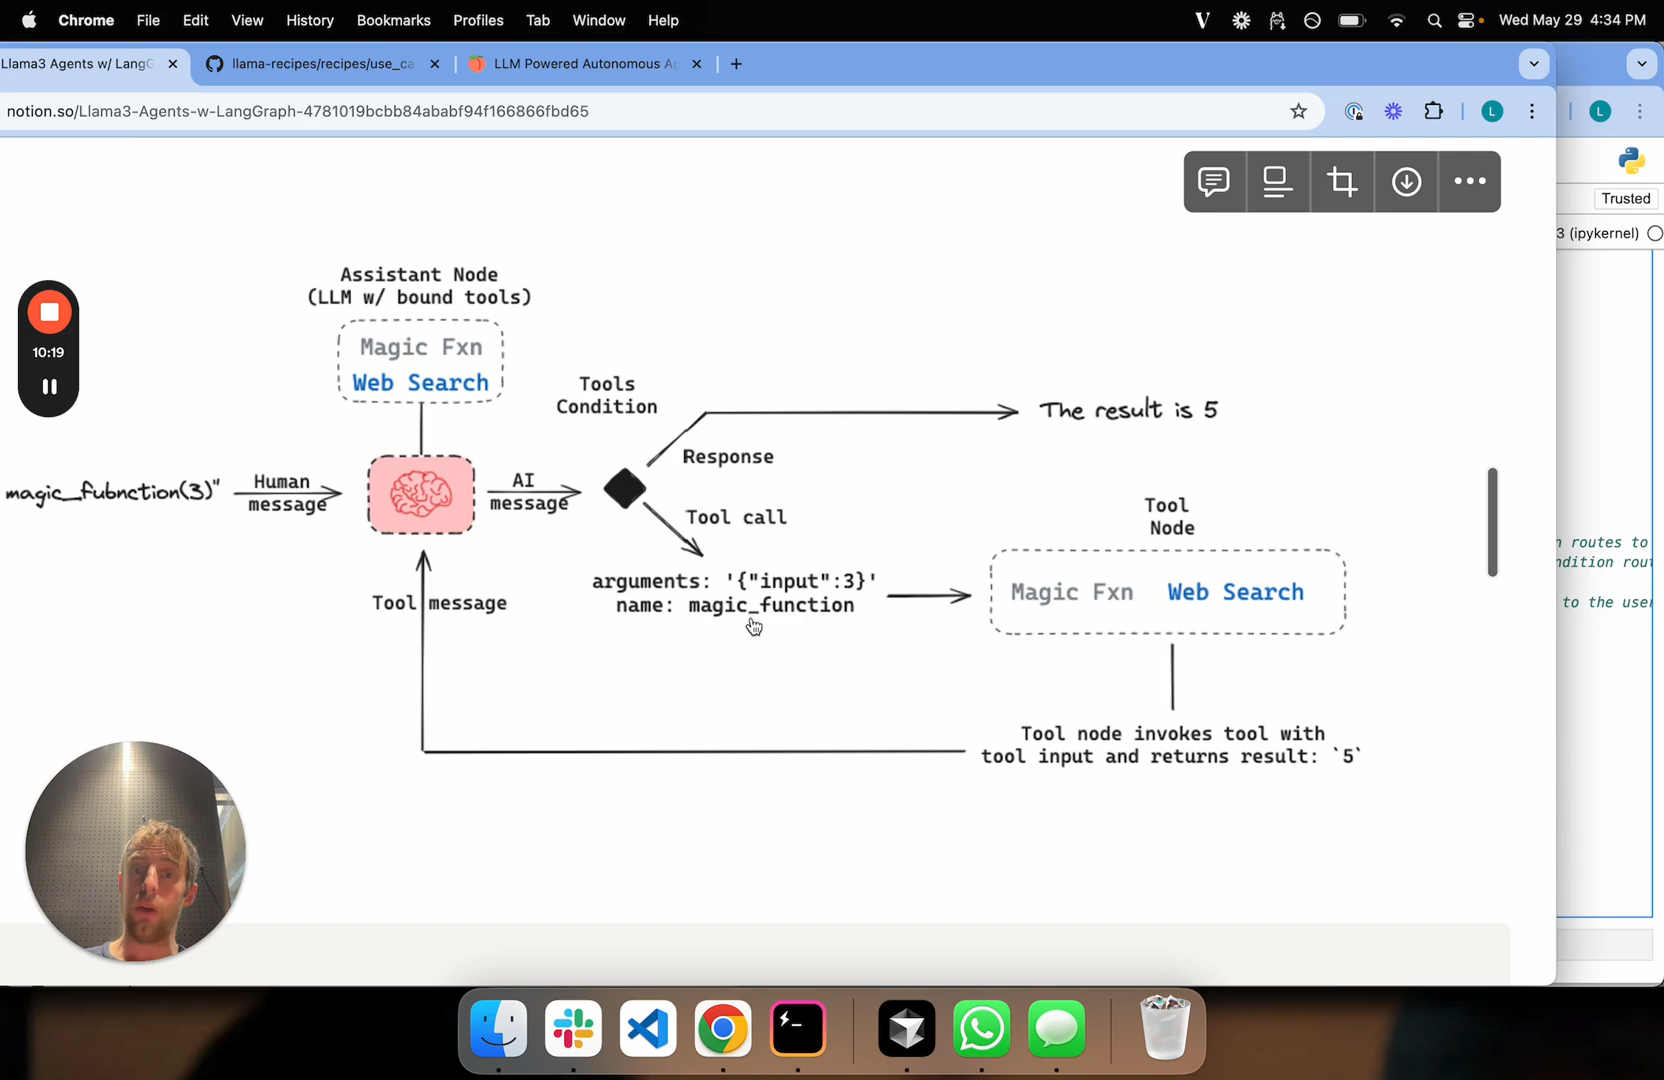 Chrome File Edit View History Bookmarks Profiles Tab Window Help
V Wed May 29 4:34 PM
Llama3 Agents w/ LangG
llama-recipes/recipes/use_ca
LLM Powered Autonomous Ag
notion.so/Llama3-Agents-w-LangGraph-4781019bcbb84ababf94f166866fbd65
L
L
Trusted
3 (ipykernel)
Assistant Node
(LLM w/ bound tools)
Magic Fxn
Web Search
10:19
Tools
Condition
The result is 5
Response
magic_fubnction(3)"
Human
message
AI
message
Tool call
Tool
Node
arguments: '{"input":3}'
name: magic_function
Magic Fxn Web Search
Tool message
n routes to
ndition rout
to the user
Tool node invokes tool with
tool input and returns result: `5`